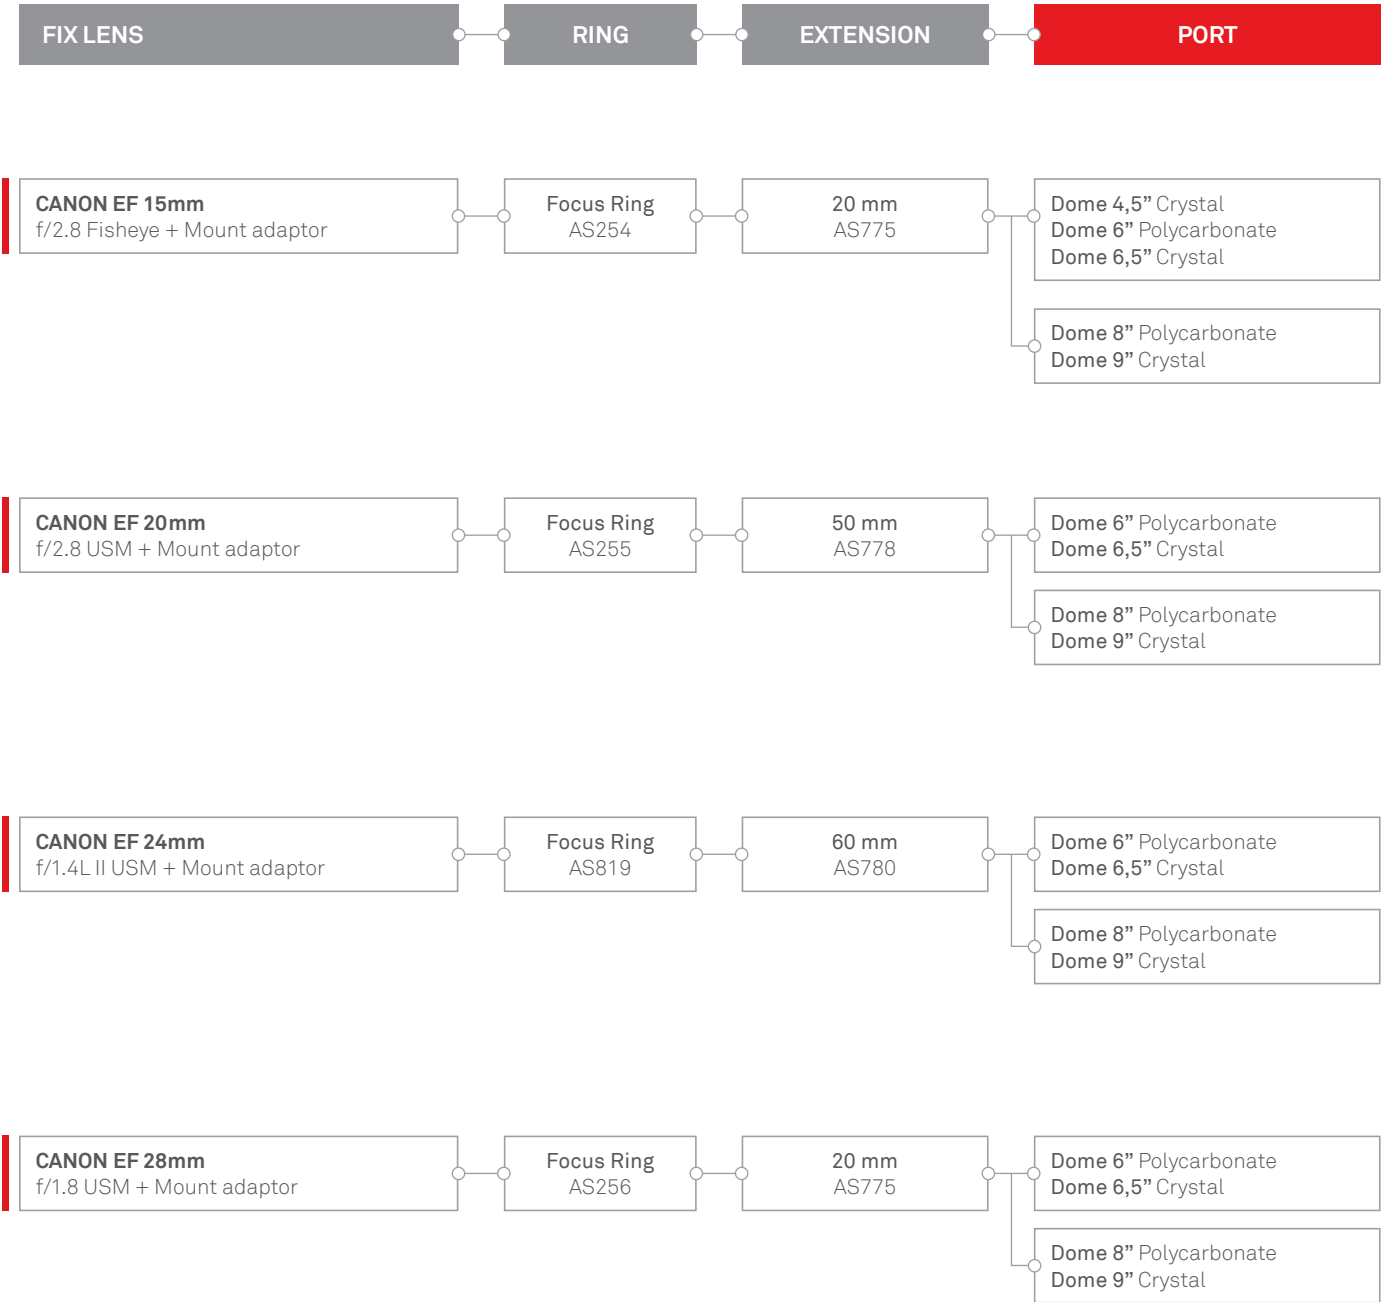 FIX LENS
RING
EXTENSION
PORT
CANON EF 15mm
f/2.8 Fisheye + Mount adaptor
Focus Ring
AS254
20 mm
AS775
Dome 4,5” Crystal
Dome 6” Polycarbonate
Dome 6,5” Crystal
Dome 8” Polycarbonate
Dome 9” Crystal
CANON EF 20mm
f/2.8 USM + Mount adaptor
Focus Ring
AS255
50 mm
AS778
Dome 6” Polycarbonate
Dome 6,5” Crystal
Dome 8” Polycarbonate
Dome 9” Crystal
CANON EF 24mm
f/1.4L II USM + Mount adaptor
Focus Ring
AS819
60 mm
AS780
Dome 6” Polycarbonate
Dome 6,5” Crystal
Dome 8” Polycarbonate
Dome 9” Crystal
CANON EF 28mm
f/1.8 USM + Mount adaptor
Focus Ring
AS256
20 mm
AS775
Dome 6” Polycarbonate
Dome 6,5” Crystal
Dome 8” Polycarbonate
Dome 9” Crystal